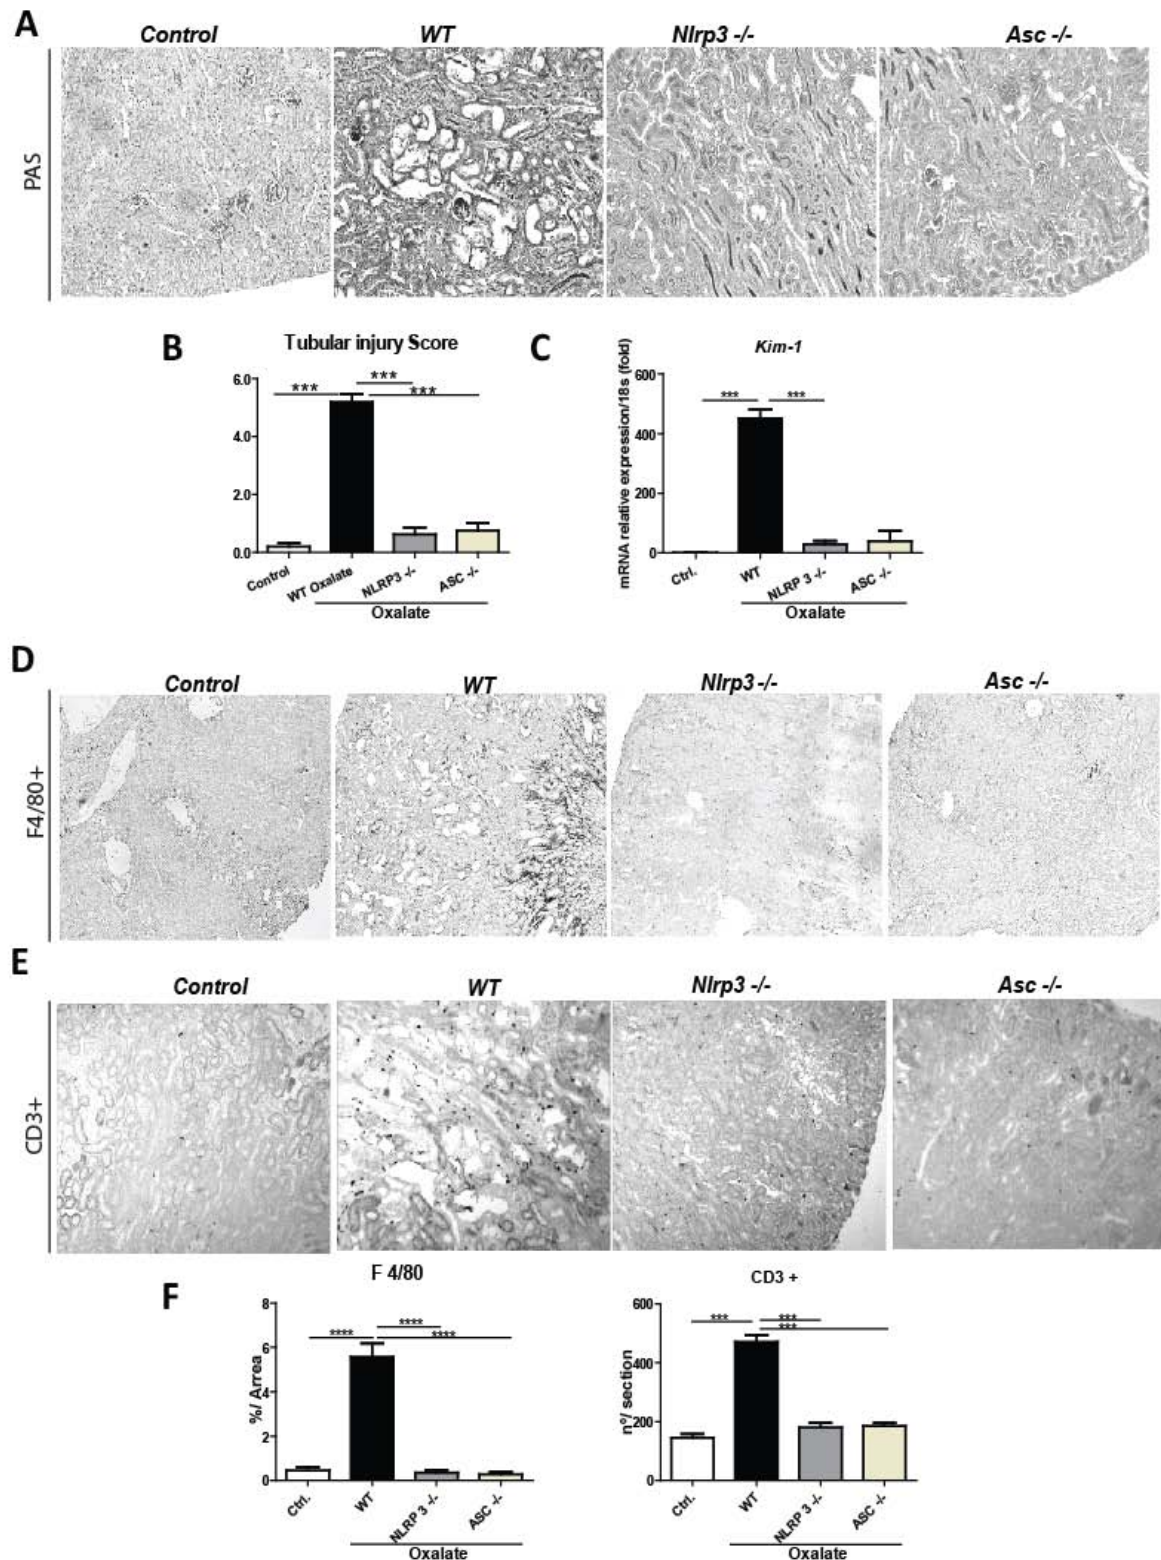 A
Control WT Nlrp3 -/- Asc -/-
PAS
B Tubular injury Score
6.0
4.0
2.0
0.0
*** *** ***
Control WT Oxalate NLRP3 -/- ASC -/-
Oxalate
C Kim-1
mRNA relative expression/18s (fold)
600
400
200
0
*** ***
Ctrl. WT NLRP 3 -/- ASC -/-
Oxalate
D
Control WT Nlrp3 -/- Asc -/-
F4/80+
E
Control WT Nlrp3 -/- Asc -/-
CD3+
F F 4/80
%/ Arrea
8
6
4
2
0
**** **** ****
Ctrl. WT NLRP 3 -/- ASC -/-
Oxalate
CD3 +
nº/ section
600
400
200
0
*** *** ***
Ctrl. WT NLRP 3 -/- ASC -/-
Oxalate